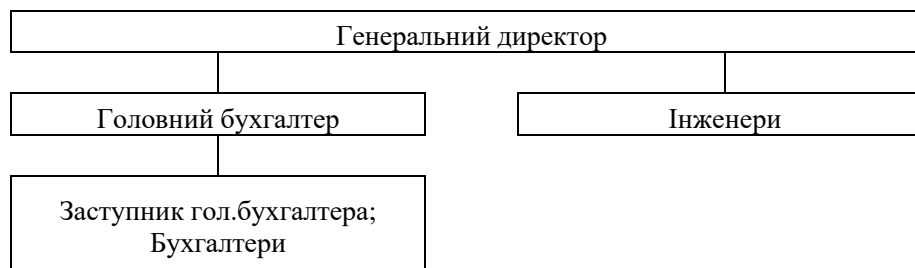 Генеральний директор
Головний бухгалтер
Інженери
Заступник гол.бухгалтера;
Бухгалтери